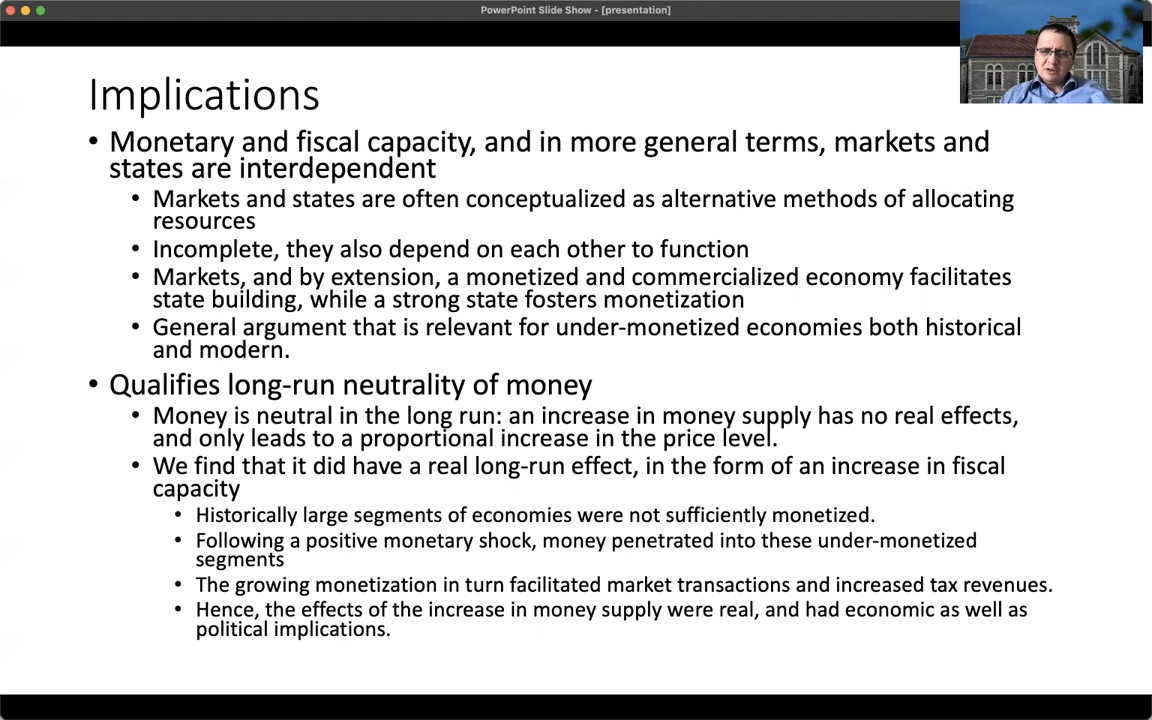 PowerPoint Slide Show - [presentation]
Implications
• Monetary and fiscal capacity, and in more general terms, markets and
states are interdependent
• Markets and states are often conceptualized as alternative methods of allocating
resources
• Incomplete, they also depend on each other to function
• Markets, and by extension, a monetized and commercialized economy facilitates
state building, while a strong state fosters monetization
• General argument that is relevant for under-monetized economies both historical
and modern.
• Qualifies long-run neutrality of money
• Money is neutral in the long run: an increase in money supply has no real effects,
and only leads to a proportional increase in the price level.
• We find that it did have a real long-run effect, in the form of an increase in fiscal
capacity
• Historically large segments of economies were not sufficiently monetized.
• Following a positive monetary shock, money penetrated into these under-monetized
segments
• The growing monetization in turn facilitated market transactions and increased tax revenues.
• Hence, the effects of the increase in money supply were real, and had economic as well as
political implications.